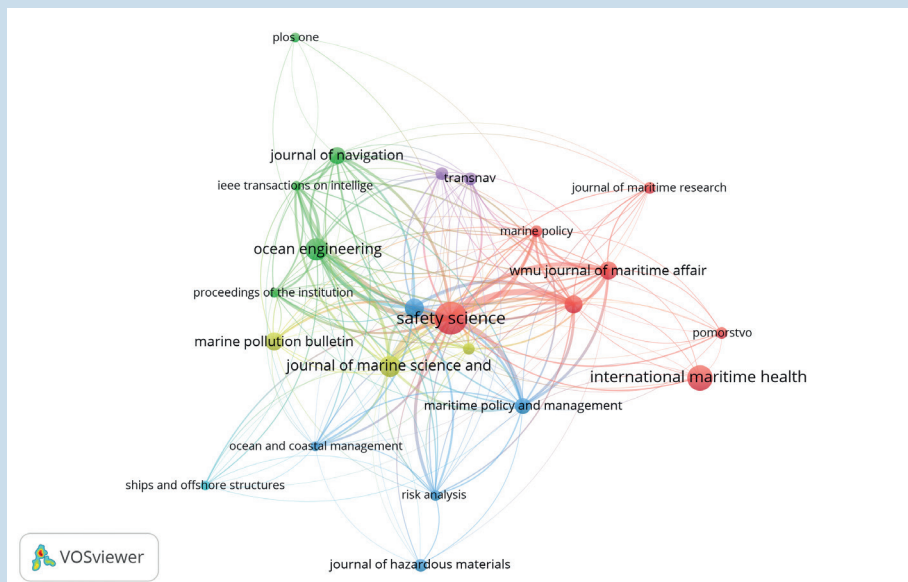 plos one
journal of navigation
transnav
ieee transactions on intellige
journal of maritime research
marine policy
ocean engineering
wmu journal of maritime affair
proceedings of the institution
safety science
pomorstvo
marine pollution bulletin
journal of marine science and
international maritime health
maritime policy and management
ocean and coastal management
ships and offshore structures
risk analysis
journal of hazardous materials
VOSviewer